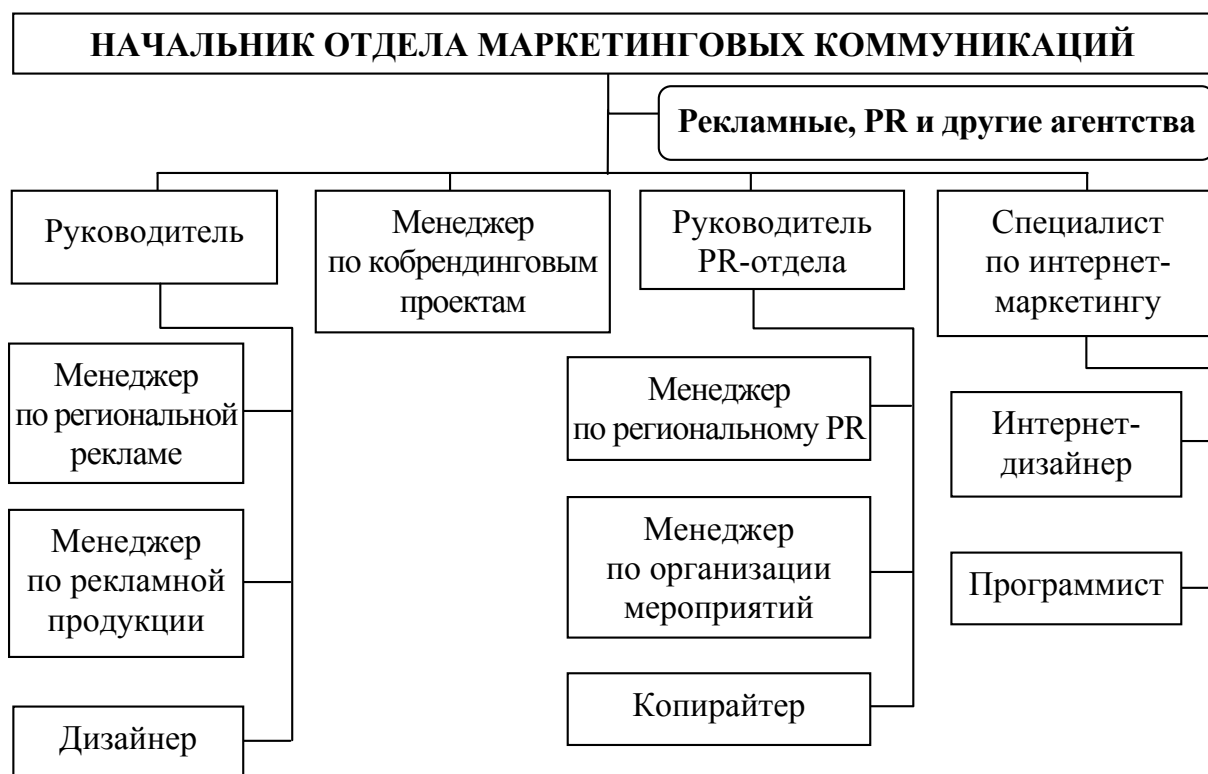 НАЧАЛЬНИК ОТДЕЛА МАРКЕТИНГОВЫХ КОММУНИКАЦИЙ
Рекламные, PR и другие агентства
Руководитель
Менеджер
по кобрендинговым
проектам
Руководитель
PR-отдела
Специалист
по интернет-
маркетингу
Менеджер
по региональной
рекламе
Менеджер
по рекламной
продукции
Дизайнер
Менеджер
по региональному PR
Менеджер
по организации
мероприятий
Копирайтер
Интернет-
дизайнер
Программист